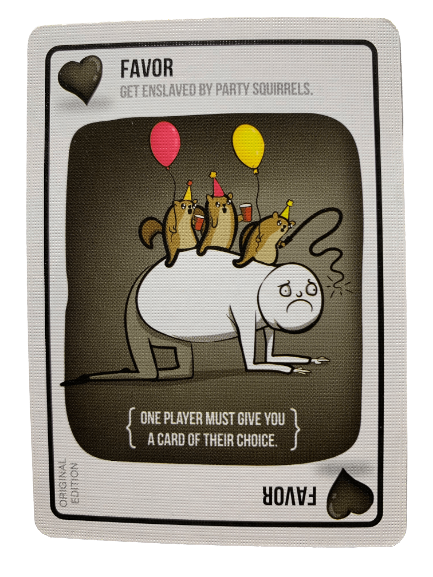 FAVOR
GET ENSLAVED BY PARTY SQUIRRELS.
ONE PLAYER MUST GIVE YOU
A CARD OF THEIR CHOICE.
ORIGINAL
EDITION
FAVOR